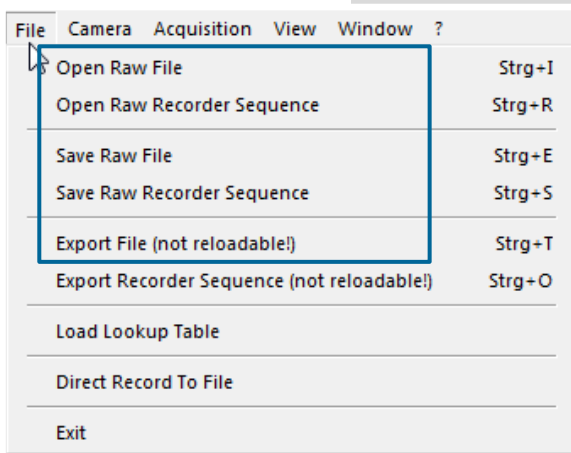 File Camera Acquisition View Window ?
Open Raw File Strg+I
Open Raw Recorder Sequence Strg+R
Save Raw File Strg+E
Save Raw Recorder Sequence Strg+S
Export File (not reloadable!) Strg+T
Export Recorder Sequence (not reloadable!) Strg+O
Load Lookup Table
Direct Record To File
Exit